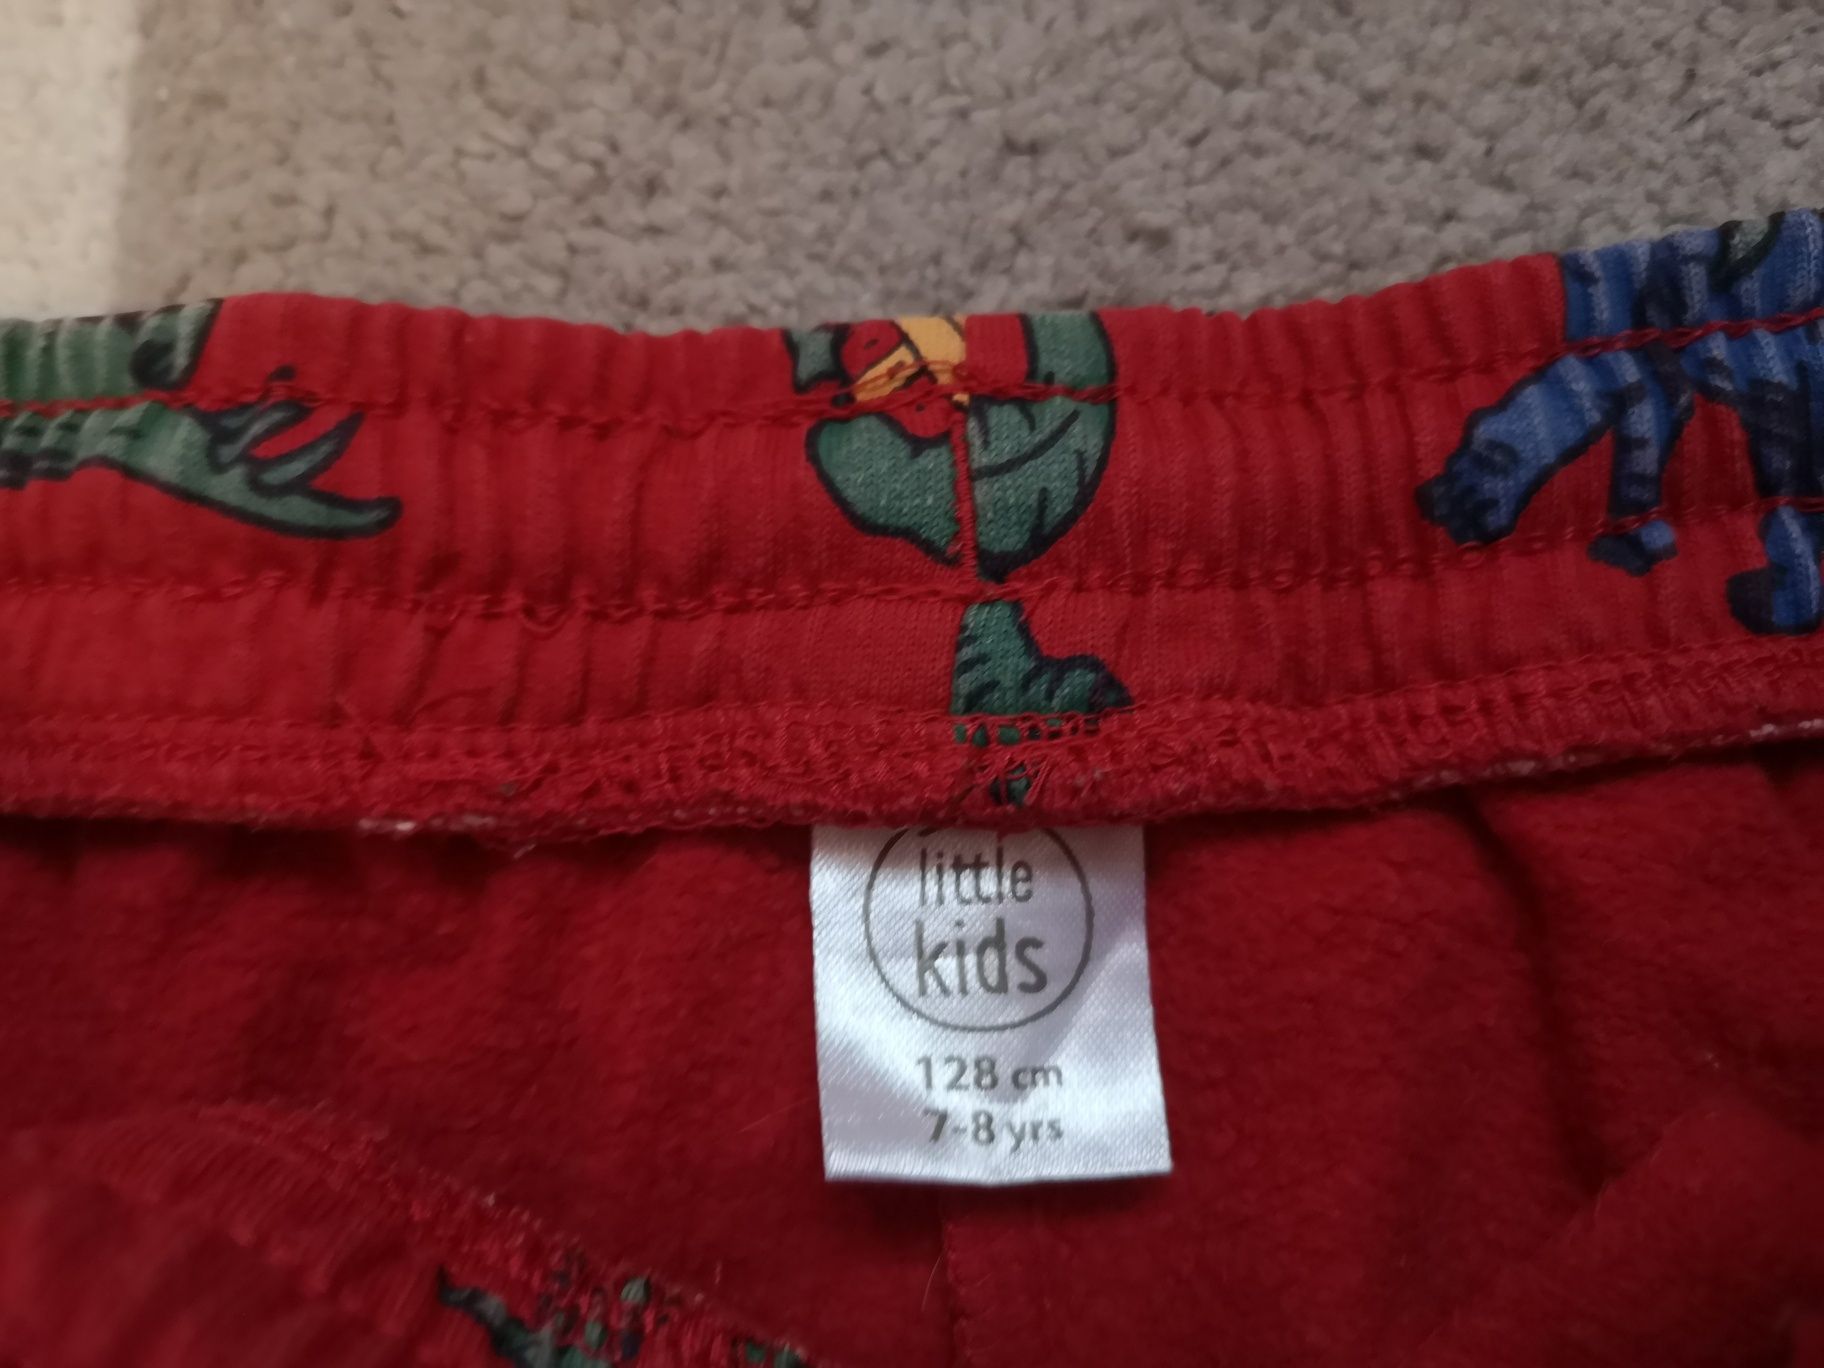 little
kids
128 cm
7-8 yrs